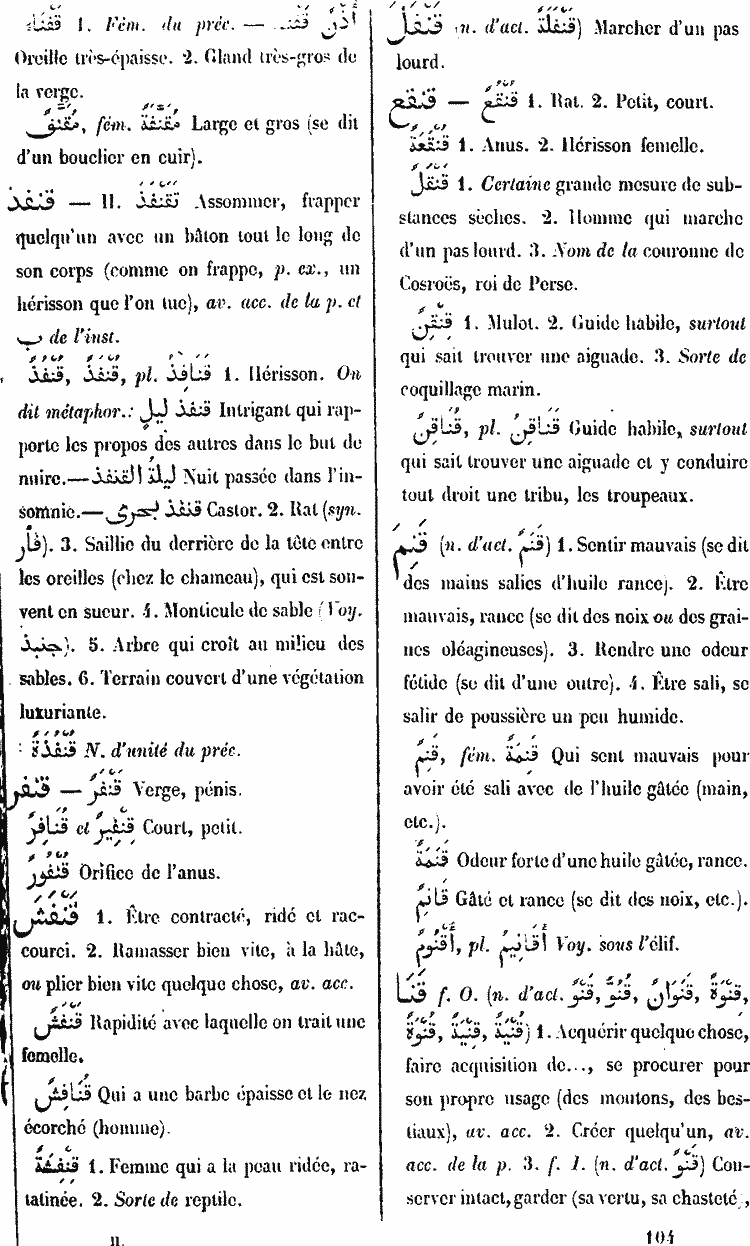 قَنْفَاءُ 1. Fém. du préc. — أُذُنٌ قَنْفَاءُ
Oreille très-épaisse. 2. Gland très-gros de
la verge.
مُقَنَّفٌ, fém. مُقَنَّفَةٌ Large et gros (se dit
d'un bouclier en cuir).
قنفذ — II. تَقَنْفَذَ Assommer, frapper
quelqu'un avec un bâton tout le long de
son corps (comme on frappe, p. ex., un
hérisson que l'on tue), av. acc. de la p. et
ب de l'inst.
قُنْفُذٌ, قُنْفَذٌ, pl. قَنَافِذُ 1. Hérisson. On
dit métaphor.: قنفذ ليل Intrigant qui rap-
porte les propos des autres dans le but de
nuire.— ليلة القنفذ Nuit passée dans l'in-
somnie.— قنفذ بحرى Castor. 2. Rat (syn.
فأر). 3. Saillie du derrière de la tête entre
les oreilles (chez le chameau), qui est sou-
vent en sueur. 4. Monticule de sable (Voy.
جنبذ). 5. Arbre qui croît au milieu des
sables. 6. Terrain couvert d'une végétation
luxuriante.
قُنْفُذَةٌ N. d'unité du préc.
قنفر — قَنْفَرٌ Verge, pénis.
قِنْفِيرٌ et قُنَافِرٌ Court, petit.
قُنْفُورٌ Orifice de l'anus.
قَنْفَشَ 1. Être contracté, ridé et rac-
courci. 2. Ramasser bien vite, à la hâte,
ou plier bien vite quelque chose, av. acc.
قَنْفَشٌ Rapidité avec laquelle on trait une
femelle.
قُنَافِشٌ Qui a une barbe épaisse et le nez
écorché (homme).
قَنْفَشَةٌ 1. Femme qui a la peau ridée, ra-
tatinée. 2. Sorte de reptile.
II.
قَنْفَلَ (n. d'act. قَنْفَلَةٌ) Marcher d'un pas
lourd.
قنقع — قُنْقُعٌ 1. Rat. 2. Petit, court.
قُنْقُعَةٌ 1. Anus. 2. Hérisson femelle.
قَنْقَلٌ 1. Certaine grande mesure de sub-
stances sèches. 2. Homme qui marche
d'un pas lourd. 3. Nom de la couronne de
Cosroës, roi de Perse.
قِنْقِنٌ 1. Mulot. 2. Guide habile, surtout
qui sait trouver une aiguade. 3. Sorte de
coquillage marin.
قُنَاقِنٌ, pl. قَنَاقِنُ Guide habile, surtout
qui sait trouver une aiguade et y conduire
tout droit une tribu, les troupeaux.
قَنِمَ (n. d'act. قَنَمٌ) 1. Sentir mauvais (se dit
des mains salies d'huile rance). 2. Être
mauvais, rance (se dit des noix ou des grai-
nes oléagineuses). 3. Rendre une odeur
fétide (se dit d'une outre). 4. Être sali, se
salir de poussière un peu humide.
قَنِمٌ, fém. قَنِمَةٌ Qui sent mauvais pour
avoir été sali avec de l'huile gâtée (main,
etc.).
قَنَمَةٌ Odeur forte d'une huile gâtée, rance.
قَانِمٌ Gâté et rance (se dit des noix, etc.).
أُقْنُومٌ, pl. أَقَانِيمُ Voy. sous l'élif.
قَنَا f. O. (n. d'act. قَنْوٌ, قُنُوٌّ, قُنْوَانٌ, قِنْوَةٌ,
قُنْوَةٌ, قِنْيَةٌ, قُنْيَةٌ) 1. Acquérir quelque chose,
faire acquisition de..., se procurer pour
son propre usage (des moutons, des bes-
tiaux), av. acc. 2. Créer quelqu'un, av.
acc. de la p. 3. f. I. (n. d'act. قَنْوٌ) Con-
server intact, garder (sa vertu, sa chasteté,
104